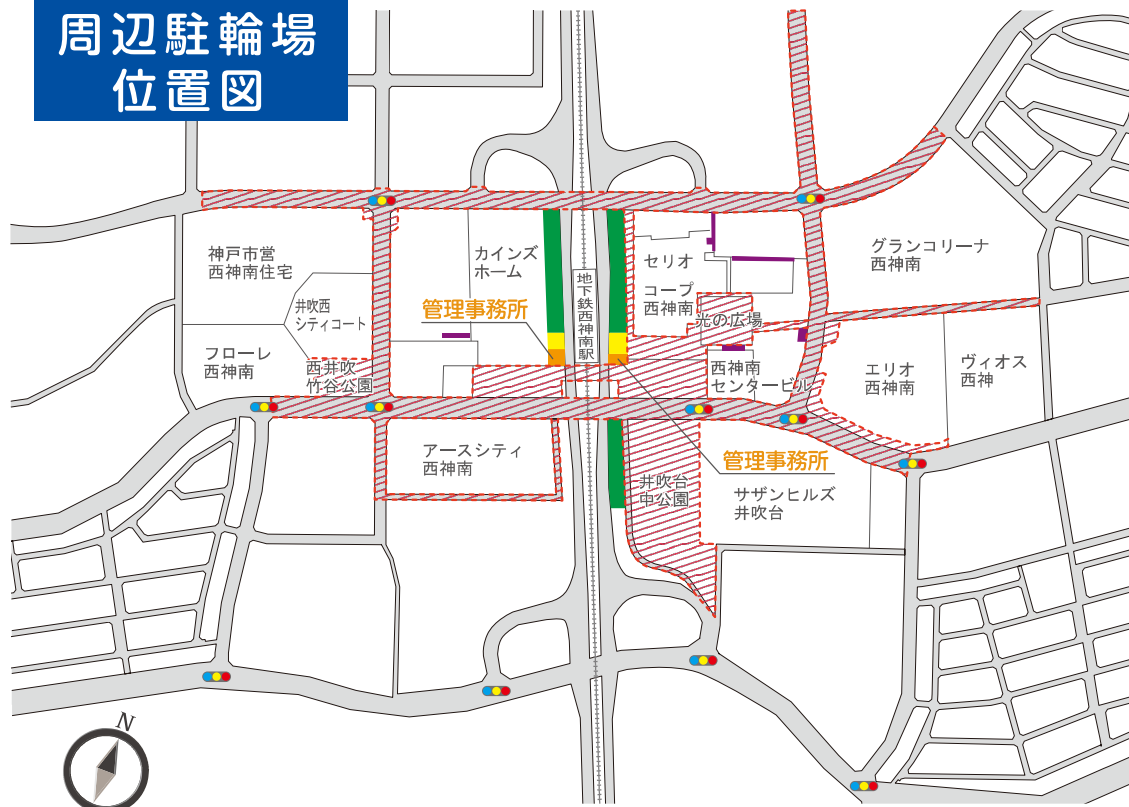 周辺駐輪場
位置図
神戸市営
西神南住宅
井吹西
シティコート
フローレ
西神南
西井吹
竹谷公園
カインズ
ホーム
管理事務所
地下鉄西神南駅
セリオ
コープ
西神南
光の広場
西神南
センタービル
グランコリーナ
西神南
エリオ
西神南
ヴィオス
西神
アースシティ
西神南
井吹台
中公園
管理事務所
サザンヒルズ
井吹台
N